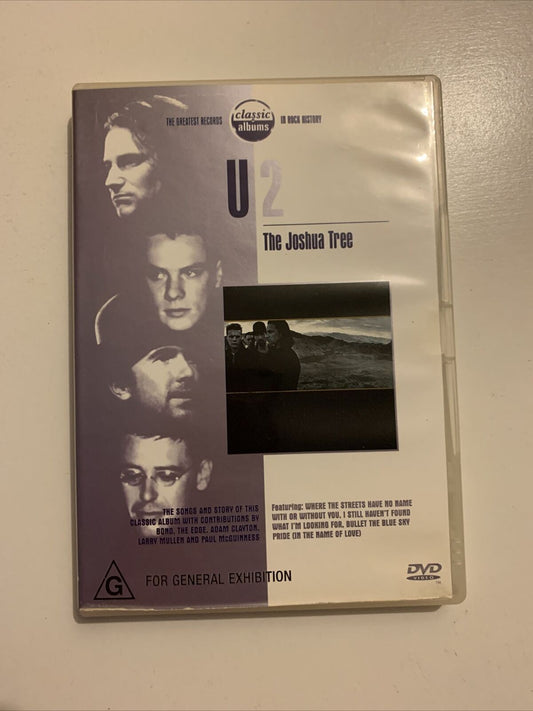 THE GREATEST RECORDS classic albums IN ROCK HISTORY
U2
The Joshua Tree
THE SONGS AND STORY OF THIS
CLASSIC ALBUM WITH CONTRIBUTIONS BY
BONO, THE EDGE, ADAM CLAYTON,
LARRY MULLEN AND PAUL McGUINNESS
Featuring: WHERE THE STREETS HAVE NO NAME
WITH OR WITHOUT YOU, I STILL HAVEN'T FOUND
WHAT I'M LOOKING FOR, BULLET THE BLUE SKY
PRIDE (IN THE NAME OF LOVE)
G FOR GENERAL EXHIBITION
DVD
VIDEO
TM